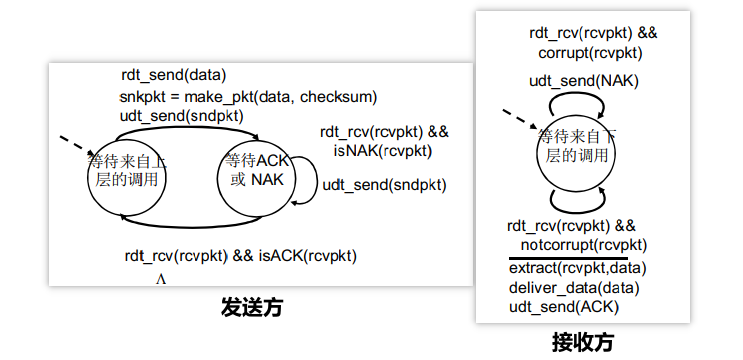 rdt_send(data)
snkpkt = make_pkt(data, checksum)
udt_send(sndpkt)
等待来自上
层的调用
等待ACK
或 NAK
rdt_rcv(rcvpkt) &&
isNAK(rcvpkt)
udt_send(sndpkt)
rdt_rcv(rcvpkt) && isACK(rcvpkt)
Λ
发送方
rdt_rcv(rcvpkt) &&
corrupt(rcvpkt)
udt_send(NAK)
等待来自下
层的调用
rdt_rcv(rcvpkt) &&
notcorrupt(rcvpkt)
extract(rcvpkt,data)
deliver_data(data)
udt_send(ACK)
接收方